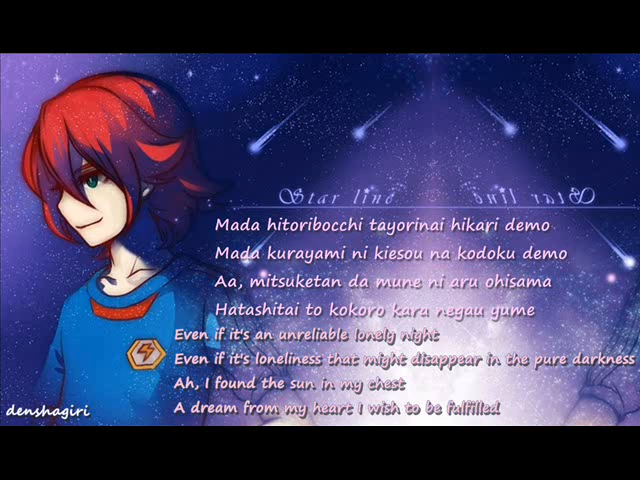 Star line Star line
Mada hitoribocchi tayorinai hikari demo
Mada kurayami ni kiesou na kodoku demo
Aa, mitsuketan da mune ni aru ohisama
Hatashitai to kokoro kara negau yume
Even if it's an unreliable lonely night
Even if it's loneliness that might disappear in the pure darkness
Ah, I found the sun in my chest
A dream from my heart I wish to be fulfilled
denshagiri